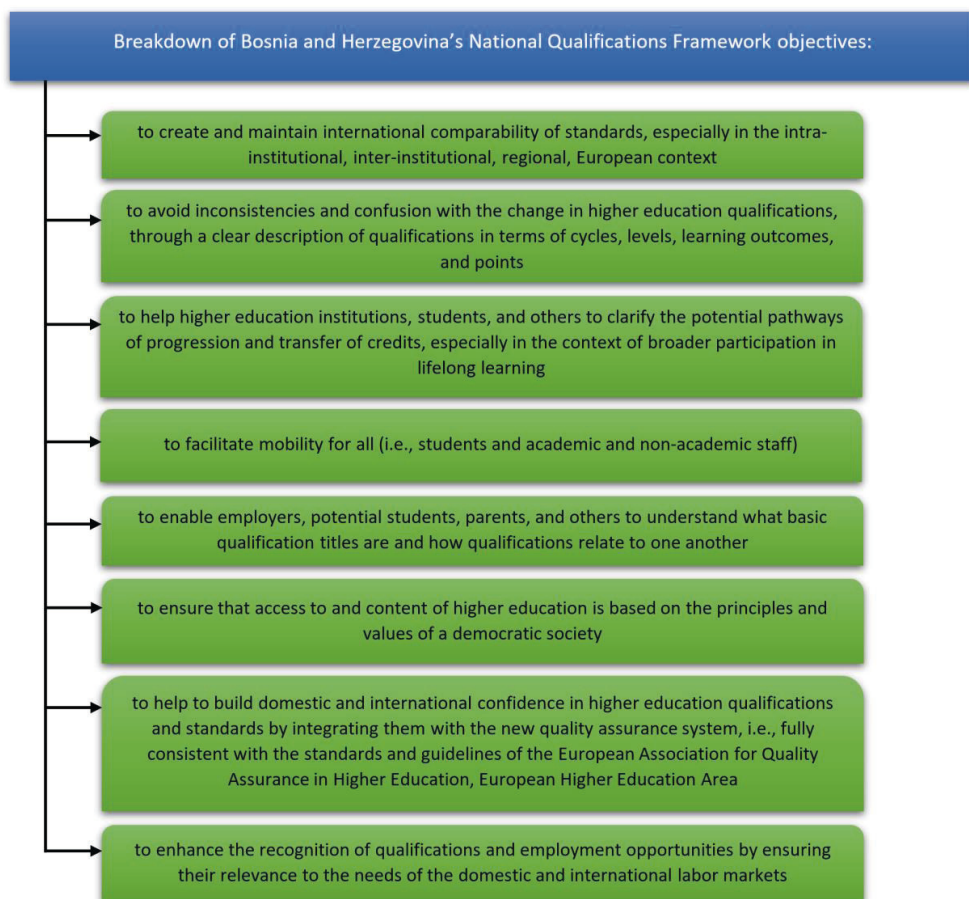 Breakdown of Bosnia and Herzegovina's National Qualifications Framework objectives:
to create and maintain international comparability of standards, especially in the intra-
institutional, inter-institutional, regional, European context
to avoid inconsistencies and confusion with the change in higher education qualifications,
through a clear description of qualifications in terms of cycles, levels, learning outcomes,
and points
to help higher education institutions, students, and others to clarify the potential pathways
of progression and transfer of credits, especially in the context of broader participation in
lifelong learning
to facilitate mobility for all (i.e., students and academic and non-academic staff)
to enable employers, potential students, parents, and others to understand what basic
qualification titles are and how qualifications relate to one another
to ensure that access to and content of higher education is based on the principles and
values of a democratic society
to help to build domestic and international confidence in higher education qualifications
and standards by integrating them with the new quality assurance system, i.e., fully
consistent with the standards and guidelines of the European Association for Quality
Assurance in Higher Education, European Higher Education Area
to enhance the recognition of qualifications and employment opportunities by ensuring
their relevance to the needs of the domestic and international labor markets